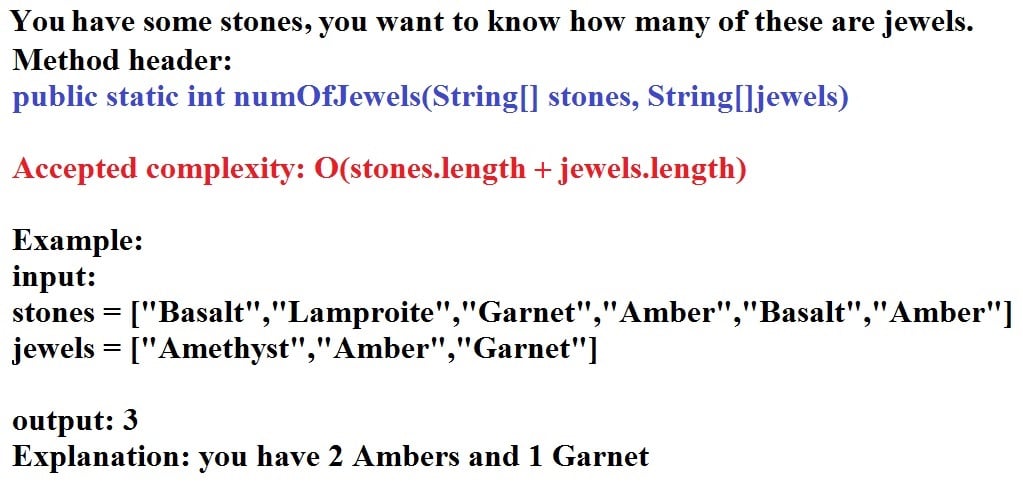 You have some stones, you want to know how many of these are jewels.
Method header:
public static int numOfJewels(String[] stones, String[]jewels)
Accepted complexity: O(stones.length + jewels.length)
Example:
input:
stones = ["Basalt","Lamproite","Garnet","Amber","Basalt","Amber"]
jewels = ["Amethyst","Amber","Garnet"]
output: 3
Explanation: you have 2 Ambers and 1 Garnet